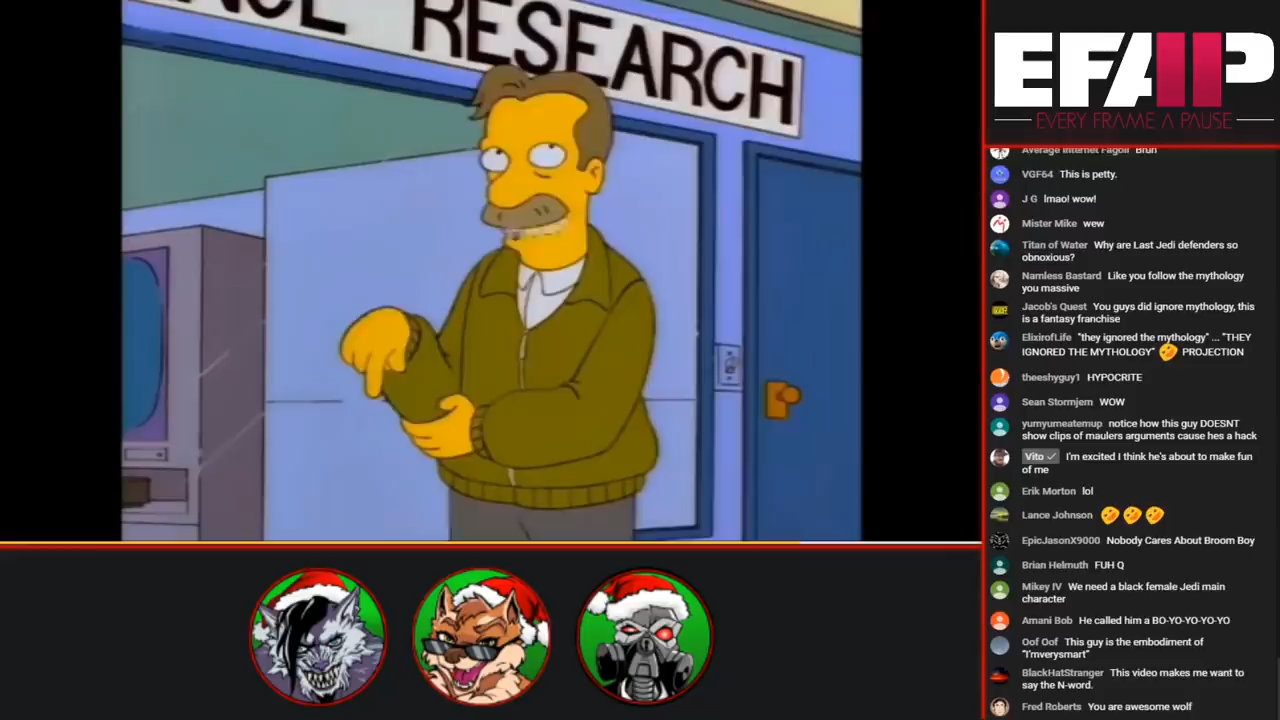 RESEARCH
EFAP
EVERY FRAME A PAUSE
Bruh
VGF64 This is petty.
J G lmao! wow!
Mister Mike wew
Titan of Water Why are Last Jedi defenders so
obnoxious?
Namless Bastard Like you follow the mythology
you massive
Jacob's Quest You guys did ignore mythology, this
is a fantasy franchise
ElixirofLife "they ignored the mythology" ... "THEY
IGNORED THE MYTHOLOGY" 🤣 PROJECTION
theeshyguy1 HYPOCRITE
Sean Stormjem WOW
yumyumeatemup notice how this guy DOESNT
show clips of maulers arguments cause hes a hack
Vito ✓ I'm excited I think he's about to make fun
of me
Erik Morton lol
Lance Johnson 🤣 🤣 🤣
EpicJasonX9000 Nobody Cares About Broom Boy
Brian Helmuth FUH Q
Mikey IV We need a black female Jedi main
character
Amani Bob He called him a BO-YO-YO-YO-YO
Oof Oof This guy is the embodiment of
"I'mverysmart"
BlackHatStranger This video makes me want to
say the N-word.
Fred Roberts You are awesome wolf